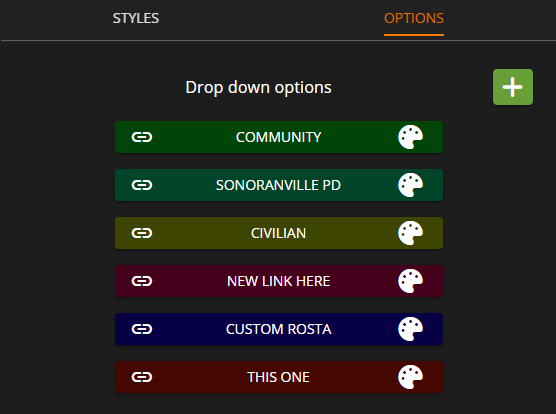 STYLES
OPTIONS
Drop down options
COMMUNITY
SONORANVILLE PD
CIVILIAN
NEW LINK HERE
CUSTOM ROSTA
THIS ONE